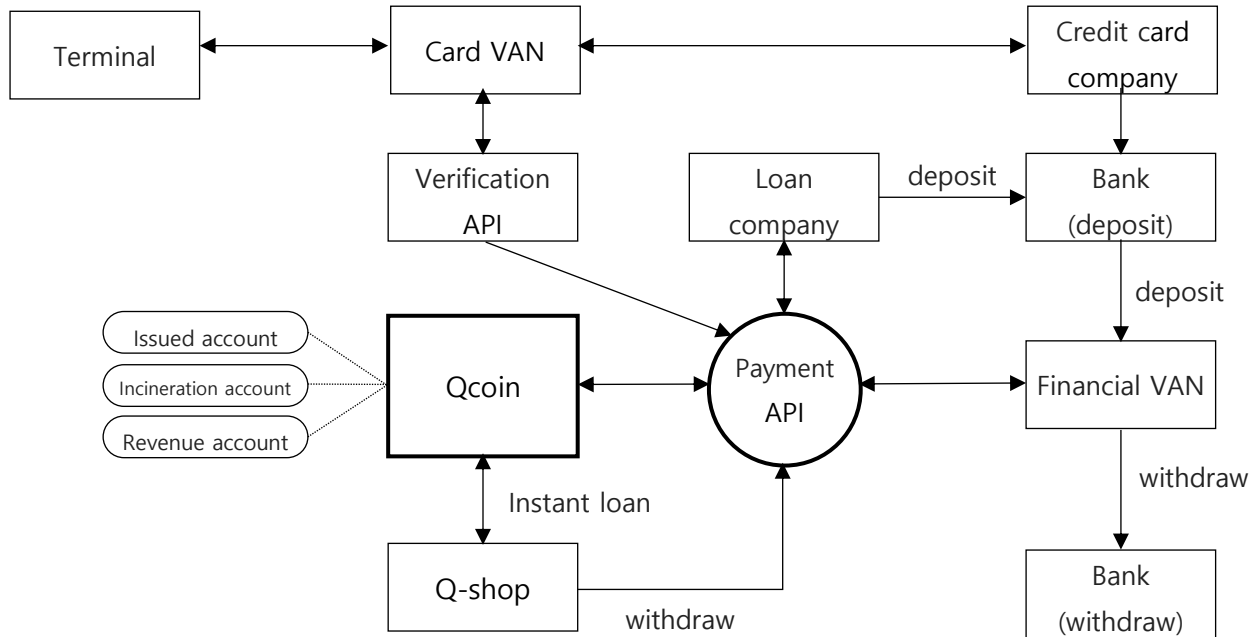 Terminal
Card VAN
Credit card
company
Verification
API
Loan
company
deposit
Bank
(deposit)
deposit
Issued account
Incineration account
Revenue account
Qcoin
Payment
API
Financial VAN
Instant loan
withdraw
Q-shop
withdraw
Bank
(withdraw)